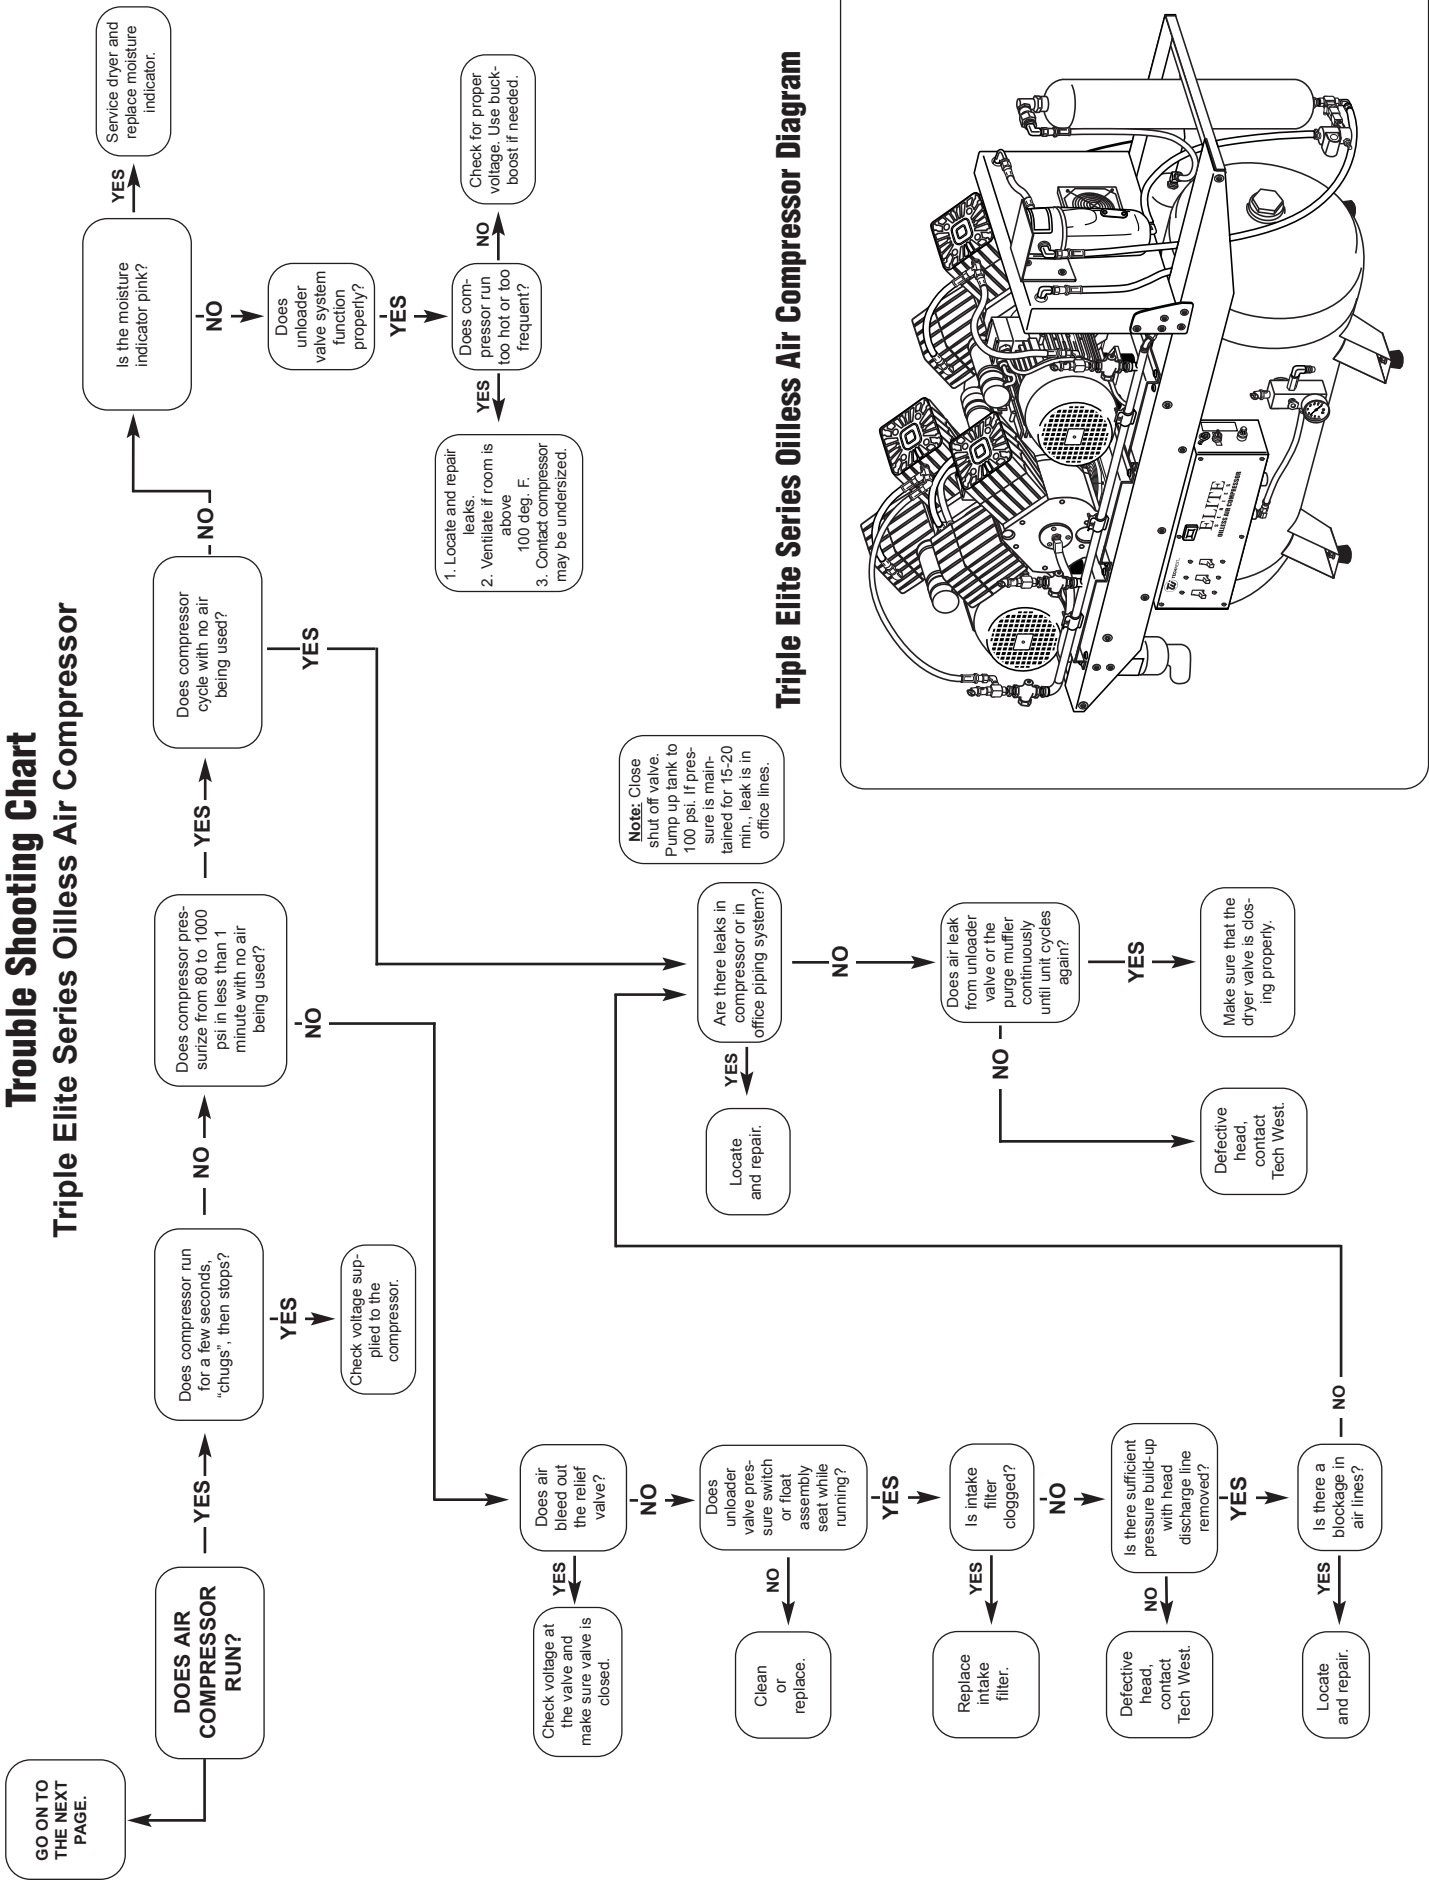 Trouble Shooting Chart
Triple Elite Series Oilless Air Compressor
GO ON TO
THE NEXT
PAGE.
DOES AIR
COMPRESSOR
RUN?
YES
Does compressor run
for a few seconds,
“chugs”, then stops?
YES
Check voltage sup-
plied to the
compressor.
NO
Does compressor pres-
surize from 80 to 1000
psi in less than 1
minute with no air
being used?
NO
YES
Does compressor
cycle with no air
being used?
YES
NO
Is the moisture
indicator pink?
YES
Service dryer and
replace moisture
indicator.
NO
Does
unloader
valve system
function
properly?
YES
Does com-
pressor run
too hot or too
frequent?
NO
Check for proper
voltage. Use buck-
boost if needed.
YES
1. Locate and repair
leaks.
2. Ventilate if room is
above
100 deg. F.
3. Contact compressor
may be undersized.
Does air
bleed out
the relief
valve?
YES
Check voltage at
the valve and
make sure valve is
closed.
NO
Does
unloader
valve pres-
sure switch
or float
assembly
seat while
running?
NO
Clean
or
replace.
YES
Is intake
filter
clogged?
YES
Replace
intake
filter.
NO
Is there sufficient
pressure build-up
with head
discharge line
removed?
NO
Defective
head,
contact
Tech West.
YES
Is there a
blockage in
air lines?
YES
Locate
and repair.
NO
Note: Close
shut off valve.
Pump up tank to
100 psi. If pres-
sure is main-
tained for 15-20
min., leak is in
office lines.
Are there leaks in
compressor or in
office piping system?
YES
Locate
and repair.
NO
Does air leak
from unloader
valve or the
purge muffler
continuously
until unit cycles
again?
NO
Defective
head,
contact
Tech West.
YES
Make sure that the
dryer valve is clos-
ing properly.
Triple Elite Series Oilless Air Compressor Diagram
ELITE
SERIES
OILLESS AIR COMPRESSOR